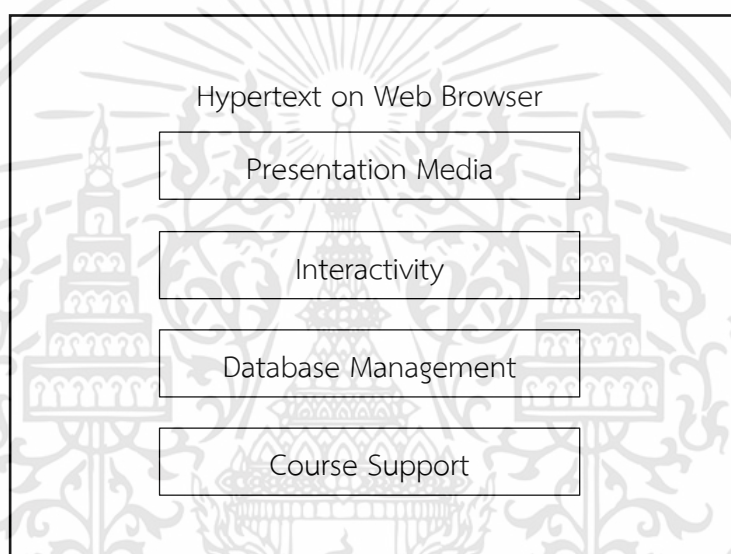 Hypertext on Web Browser
Presentation Media
Interactivity
Database Management
Course Support